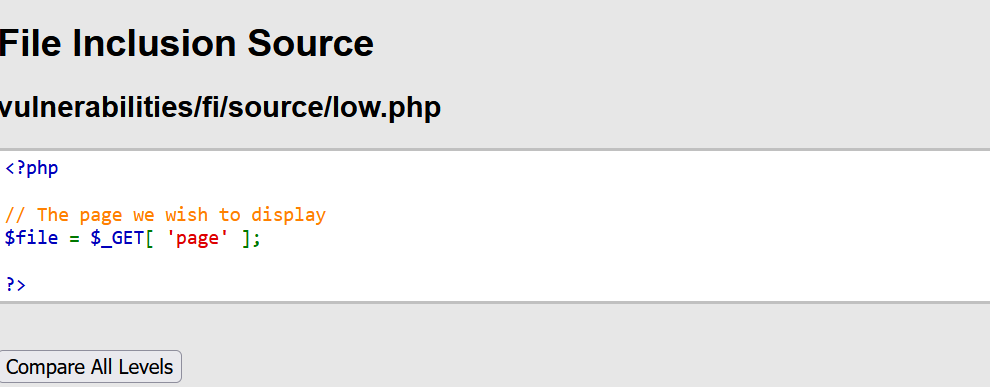 File Inclusion Source
vulnerabilities/fi/source/low.php
<?php
// The page we wish to display
$file = $_GET[ 'page' ];
?>
Compare All Levels